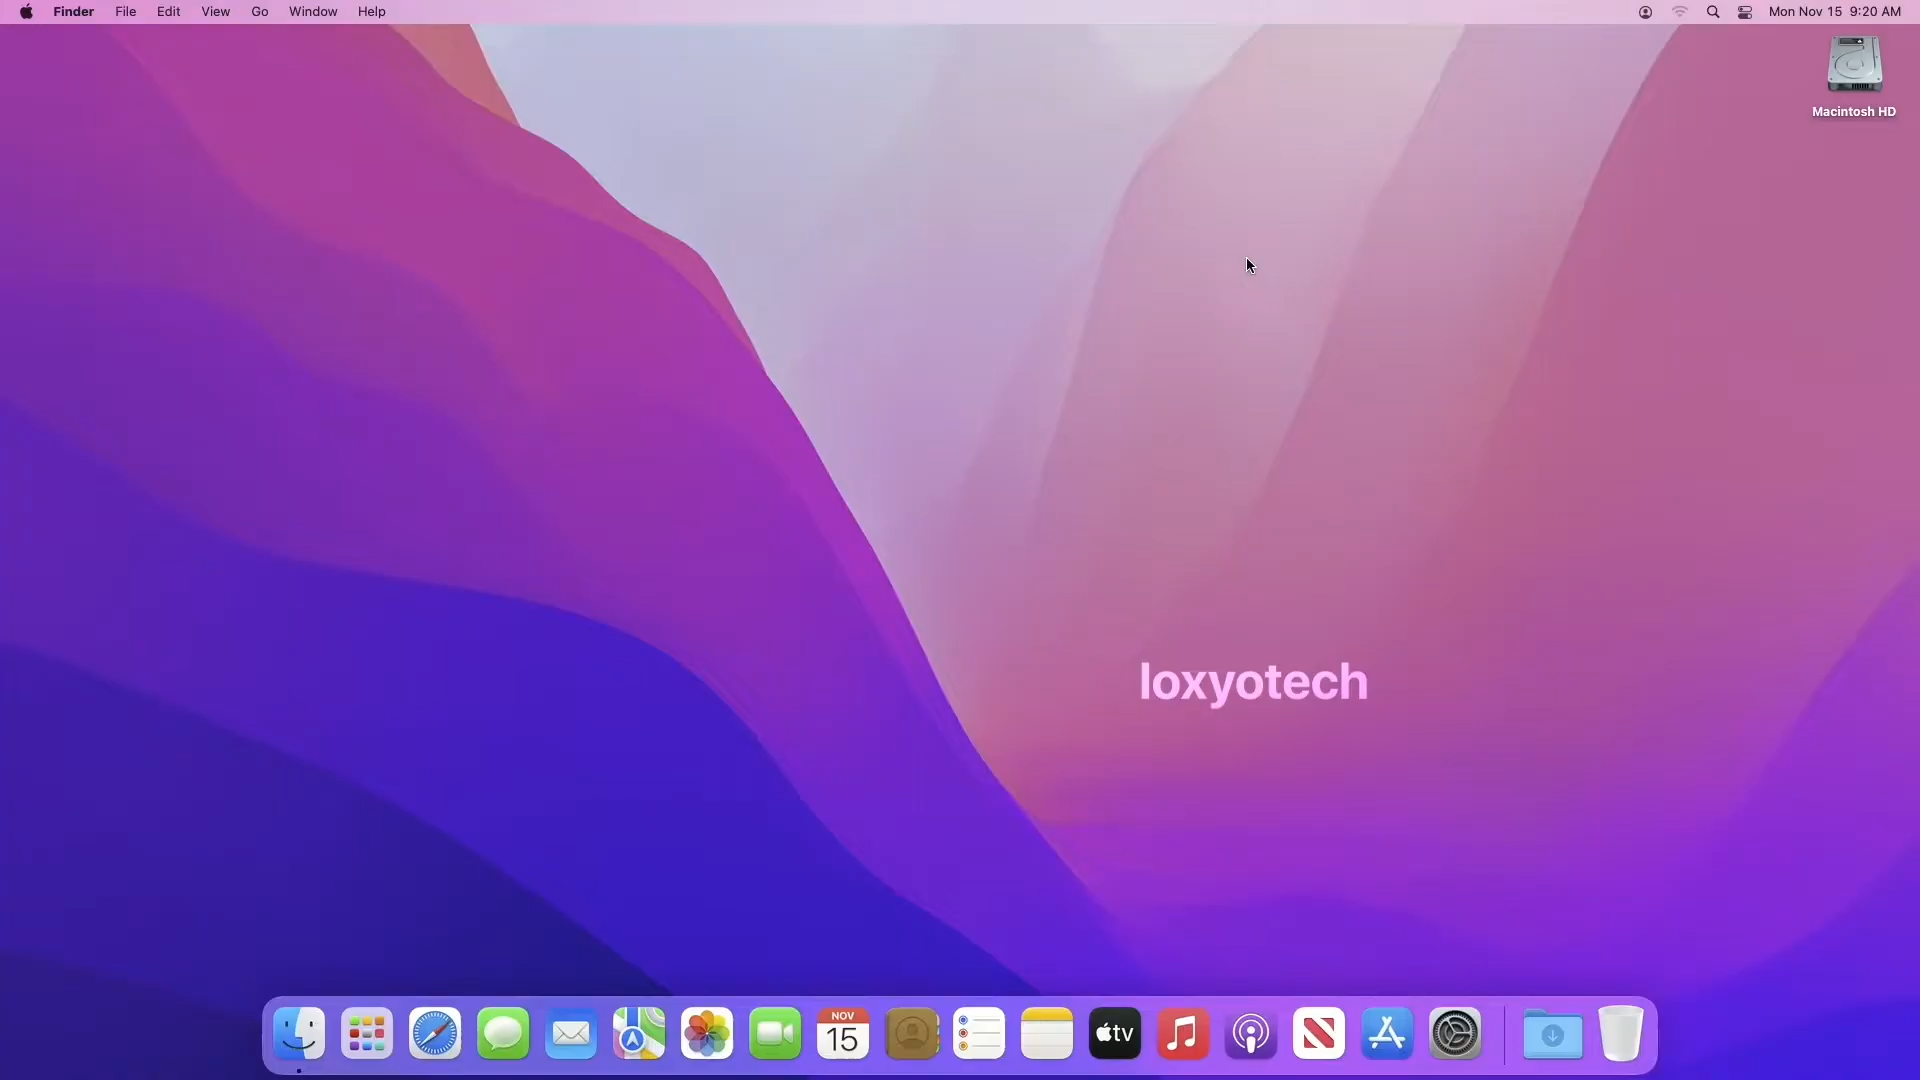 Finder File Edit View Go Window Help Mon Nov 15 9:20 AM
Macintosh HD
loxyotech
NOV
15
tv